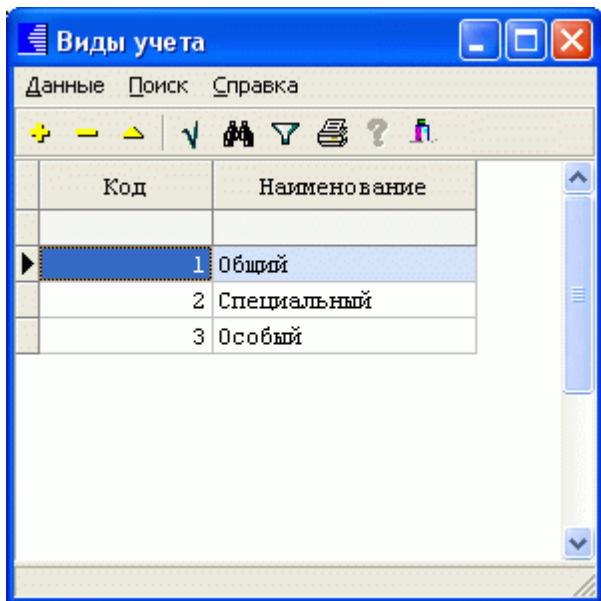 Виды учета
Данные Поиск Справка
Код Наименование
1 Общий
2 Специальный
3 Особый